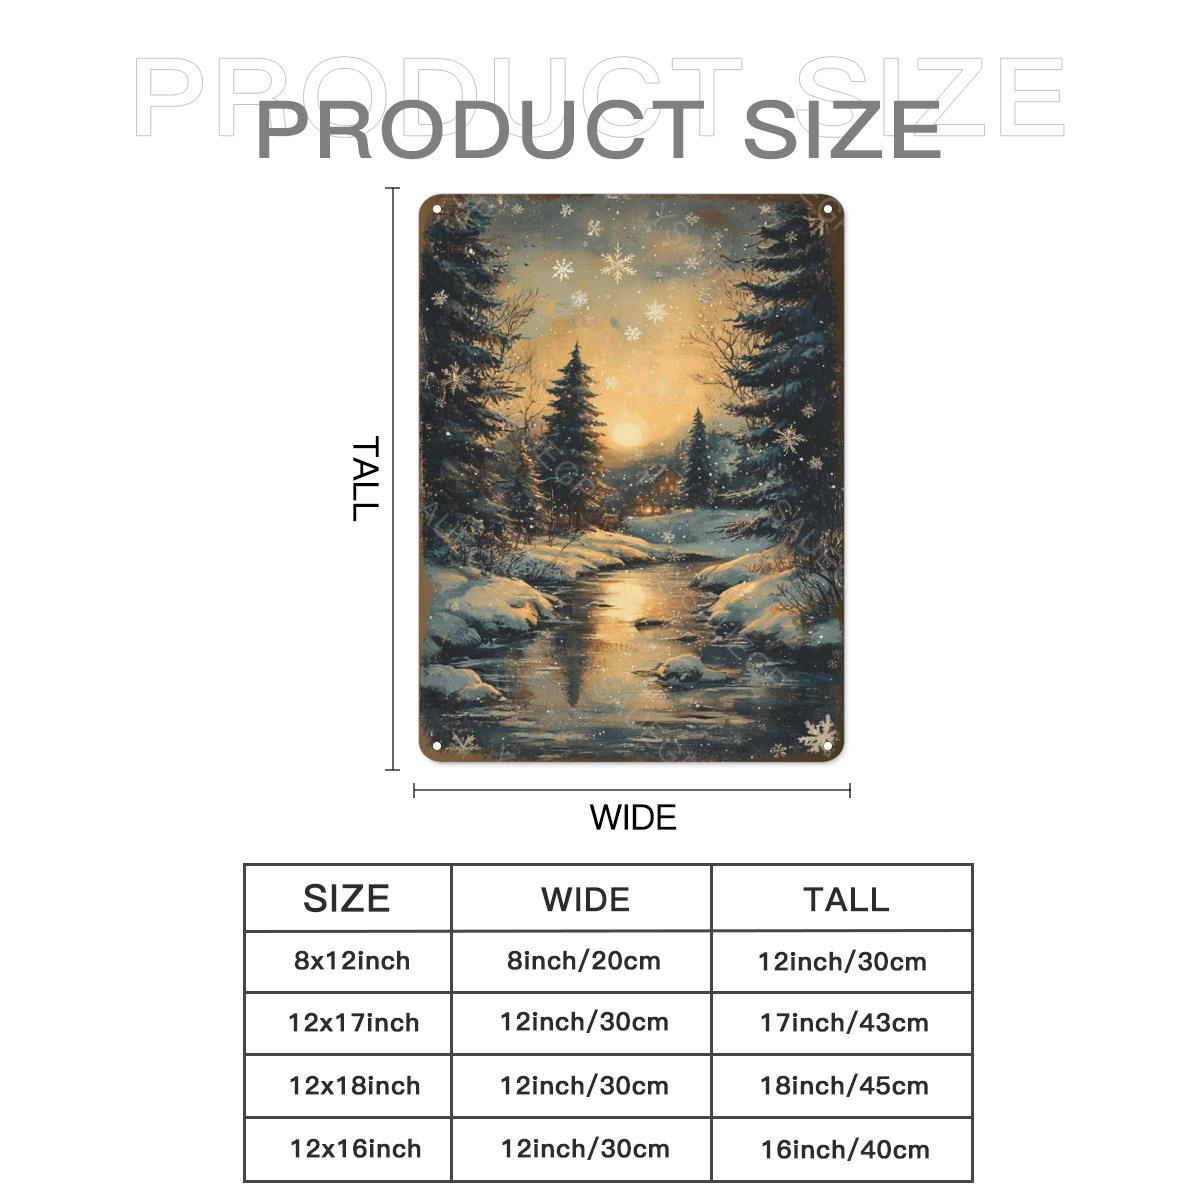 PRODUCT SIZE
PRODUCT SIZE
TALL
WIDE
SIZE WIDE TALL
8x12inch 8inch/20cm 12inch/30cm
12x17inch 12inch/30cm 17inch/43cm
12x18inch 12inch/30cm 18inch/45cm
12x16inch 12inch/30cm 16inch/40cm